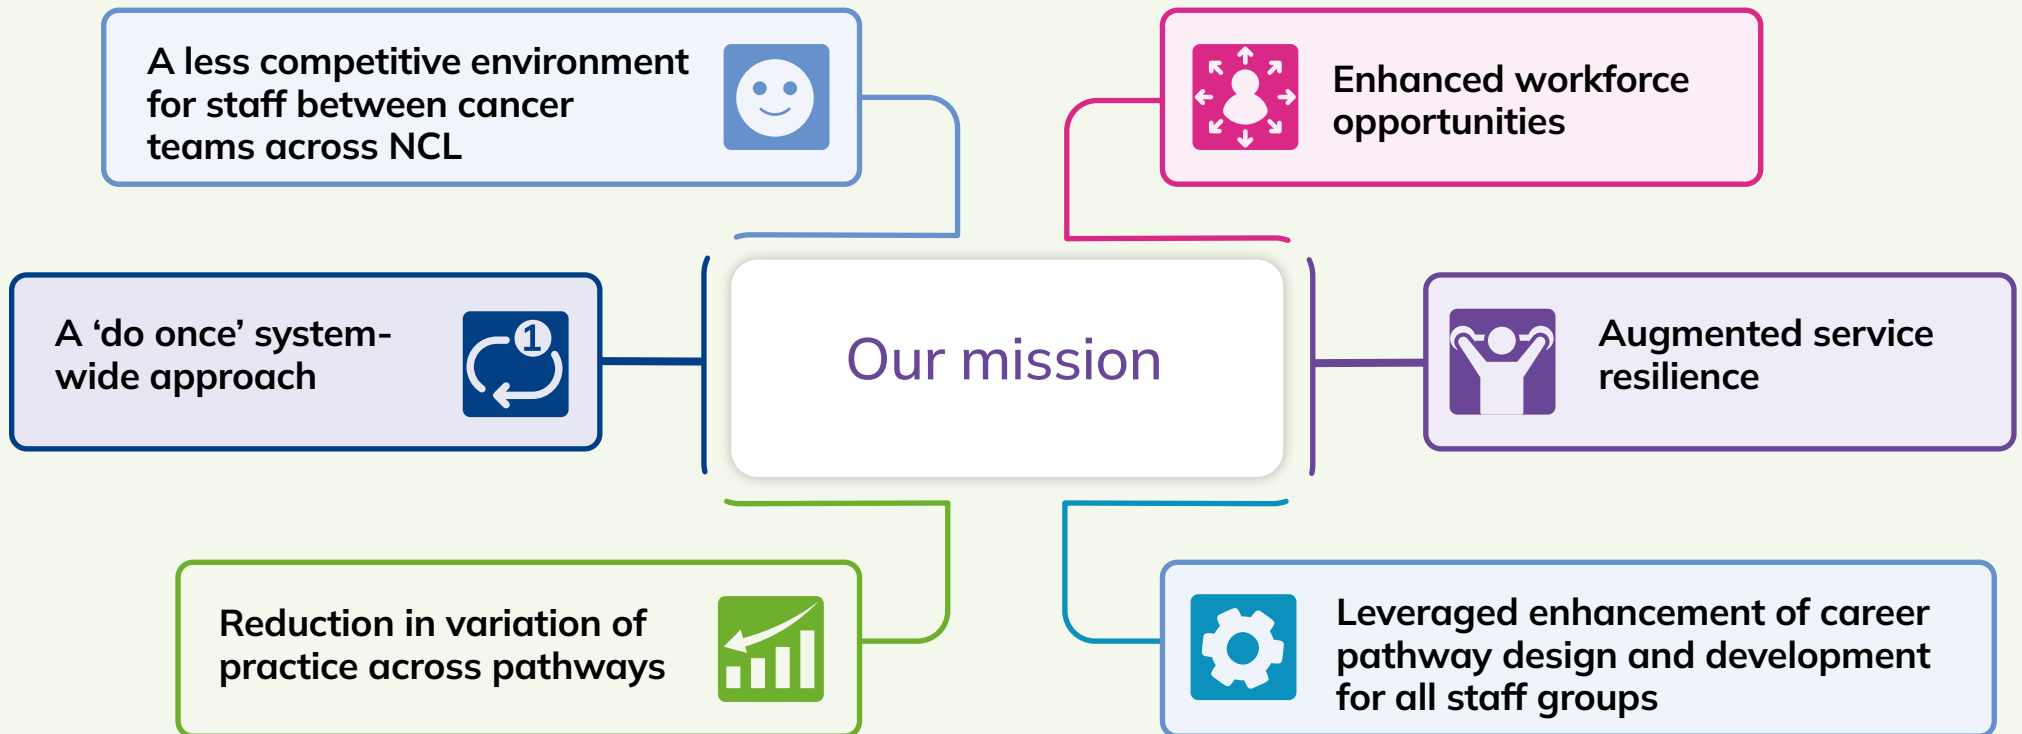 A less competitive environment
for staff between cancer
teams across NCL
Enhanced workforce
opportunities
A ‘do once’ system-
wide approach
1
Our mission
Augmented service
resilience
Reduction in variation of
practice across pathways
Leveraged enhancement of career
pathway design and development
for all staff groups